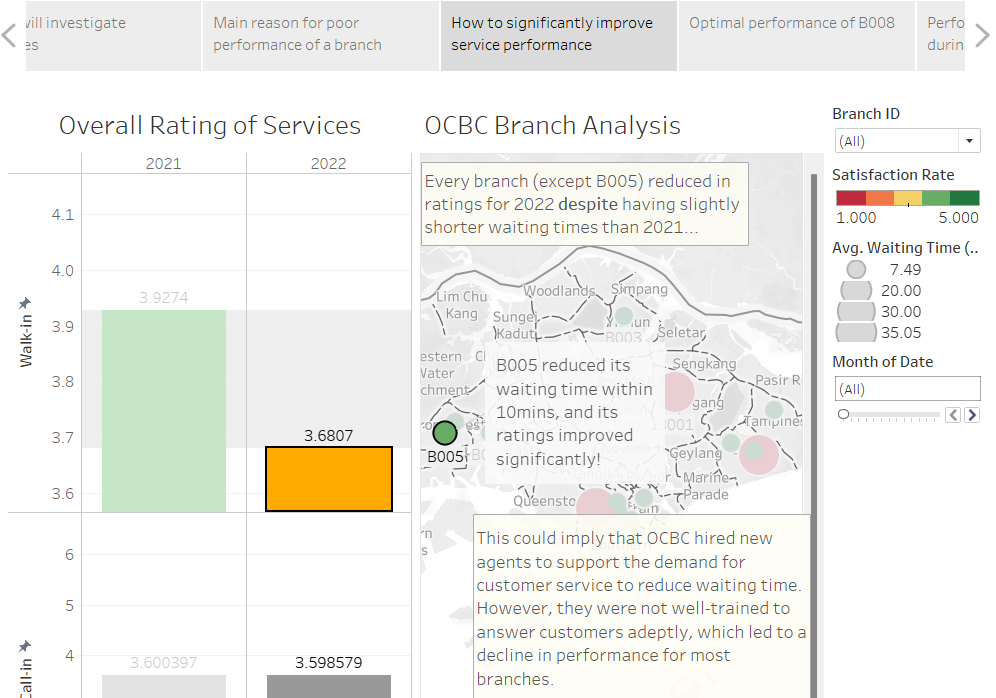 will investigate
es
Main reason for poor
performance of a branch
How to significantly improve
service performance
Optimal performance of B008
Perfo
durin
Overall Rating of Services
2021
2022
4.1
4.0
3.9
3.8
3.7
3.6
Walk-in
3.9274
3.6807
6
5
4
Call-in
3.600397
3.598579
OCBC Branch Analysis
Every branch (except B005) reduced in
ratings for 2022 despite having slightly
shorter waiting times than 2021...
Woodlands
Simpang
Lim Chu
Kang
Sungei
Kadut
Yishun
B003
Seletar
estern
Water
chment
Sengkang
Pasir R
gang
Tampines
B001
B005
Geylang
Marine
Parade
Queensto
B005 reduced its
waiting time within
10mins, and its
ratings improved
significantly!
This could imply that OCBC hired new
agents to support the demand for
customer service to reduce waiting time.
However, they were not well-trained to
answer customers adeptly, which led to a
decline in performance for most
branches.
Branch ID
(All)
Satisfaction Rate
1.000
5.000
Avg. Waiting Time (..
7.49
20.00
30.00
35.05
Month of Date
(All)